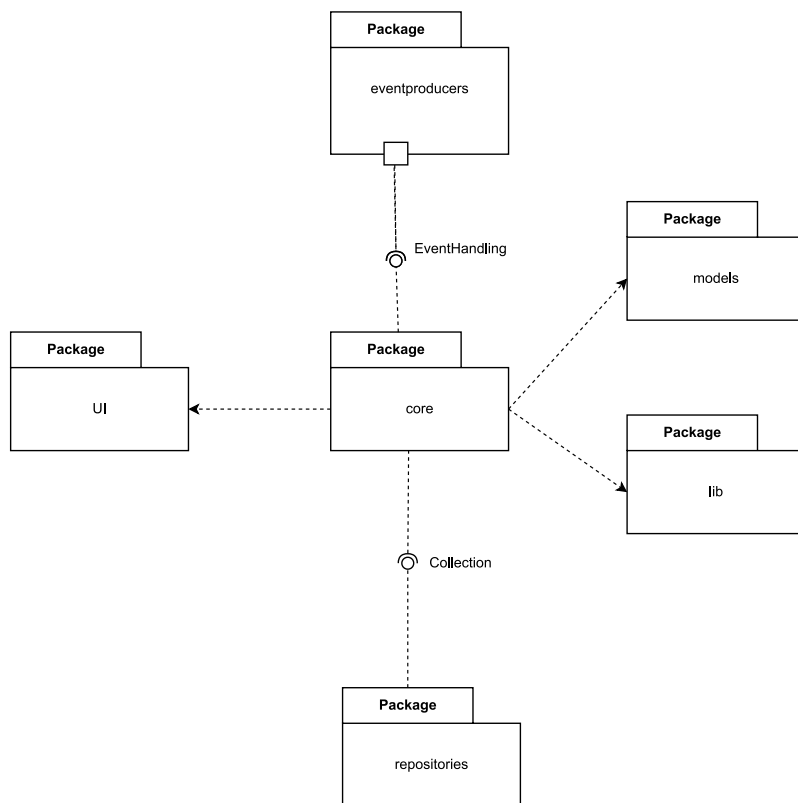 Package
eventproducers
EventHandling
Package
models
Package
UI
Package
core
Package
lib
Collection
Package
repositories